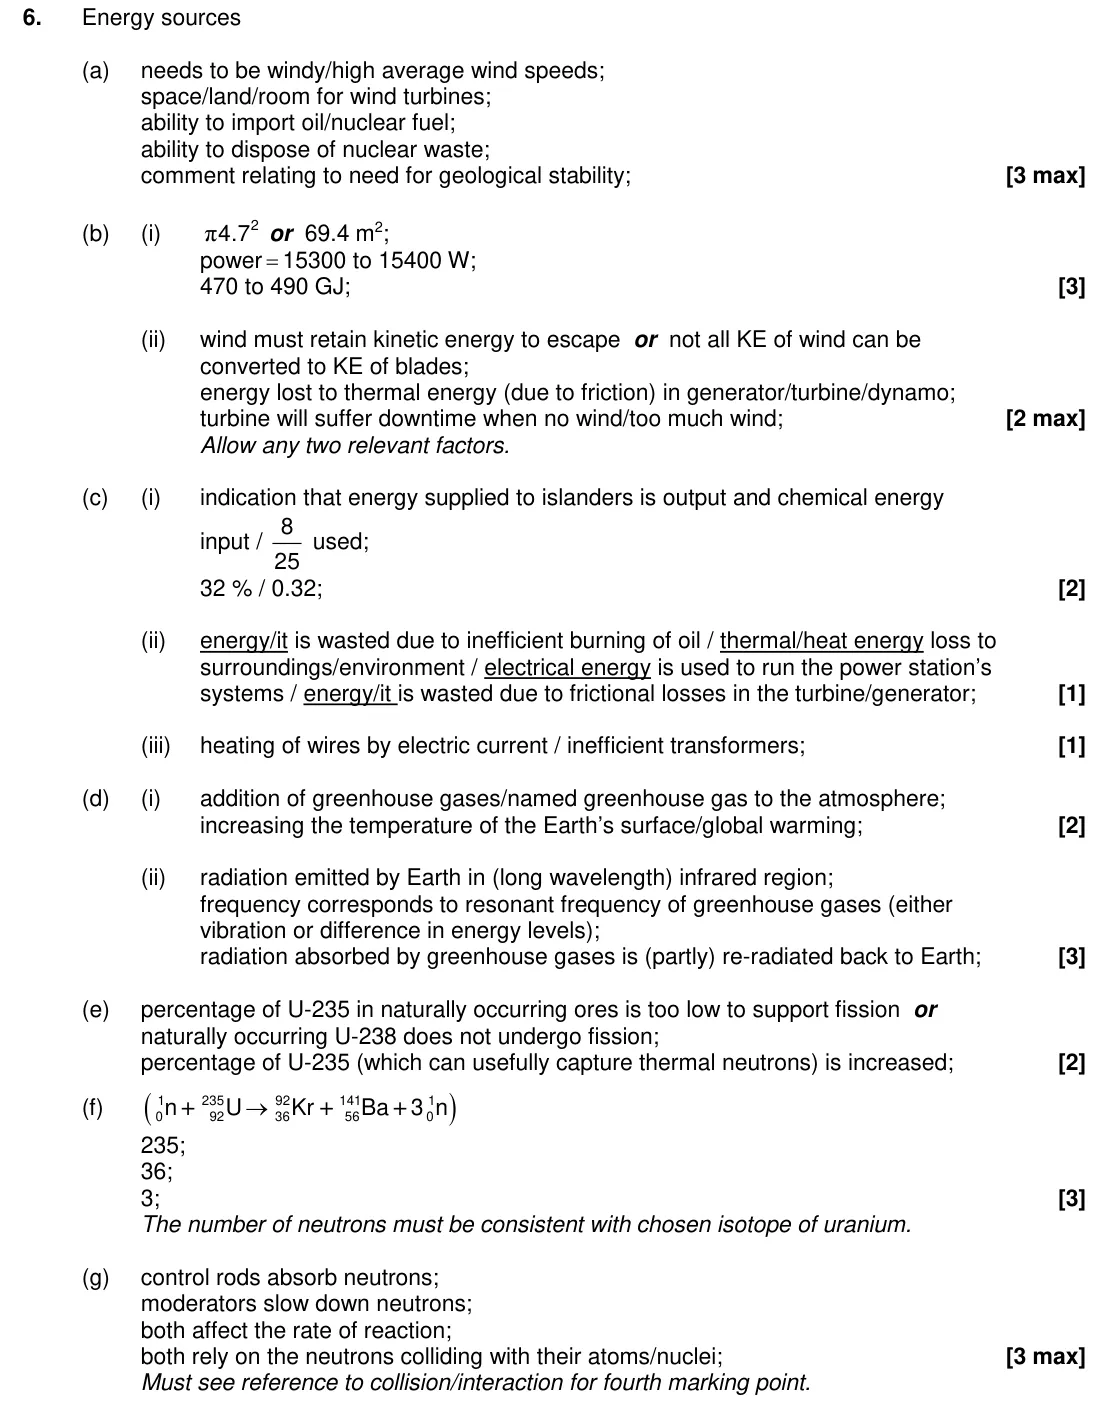 6. Energy sources
(a) needs to be windy/high average wind speeds;
space/land/room for wind turbines;
ability to import oil/nuclear fuel;
ability to dispose of nuclear waste;
comment relating to need for geological stability; [3 max]
(b) (i) π4.7² or 69.4 m²;
power = 15300 to 15400 W;
470 to 490 GJ; [3]
(ii) wind must retain kinetic energy to escape or not all KE of wind can be
converted to KE of blades;
energy lost to thermal energy (due to friction) in generator/turbine/dynamo;
turbine will suffer downtime when no wind/too much wind; [2 max]
Allow any two relevant factors.
(c) (i) indication that energy supplied to islanders is output and chemical energy
input / 8/25 used;
32 % / 0.32; [2]
(ii) energy/it is wasted due to inefficient burning of oil / thermal/heat energy loss to
surroundings/environment / electrical energy is used to run the power station's
systems / energy/it is wasted due to frictional losses in the turbine/generator; [1]
(iii) heating of wires by electric current / inefficient transformers; [1]
(d) (i) addition of greenhouse gases/named greenhouse gas to the atmosphere;
increasing the temperature of the Earth's surface/global warming; [2]
(ii) radiation emitted by Earth in (long wavelength) infrared region;
frequency corresponds to resonant frequency of greenhouse gases (either
vibration or difference in energy levels);
radiation absorbed by greenhouse gases is (partly) re-radiated back to Earth; [3]
(e) percentage of U-235 in naturally occurring ores is too low to support fission or
naturally occurring U-238 does not undergo fission;
percentage of U-235 (which can usefully capture thermal neutrons) is increased; [2]
(f) (¹₀n + ²³⁵₉₂U → ⁹²₃₆Kr + ¹⁴¹₅₆Ba + 3¹₀n)
235;
36;
3; [3]
The number of neutrons must be consistent with chosen isotope of uranium.
(g) control rods absorb neutrons;
moderators slow down neutrons;
both affect the rate of reaction;
both rely on the neutrons colliding with their atoms/nuclei; [3 max]
Must see reference to collision/interaction for fourth marking point.